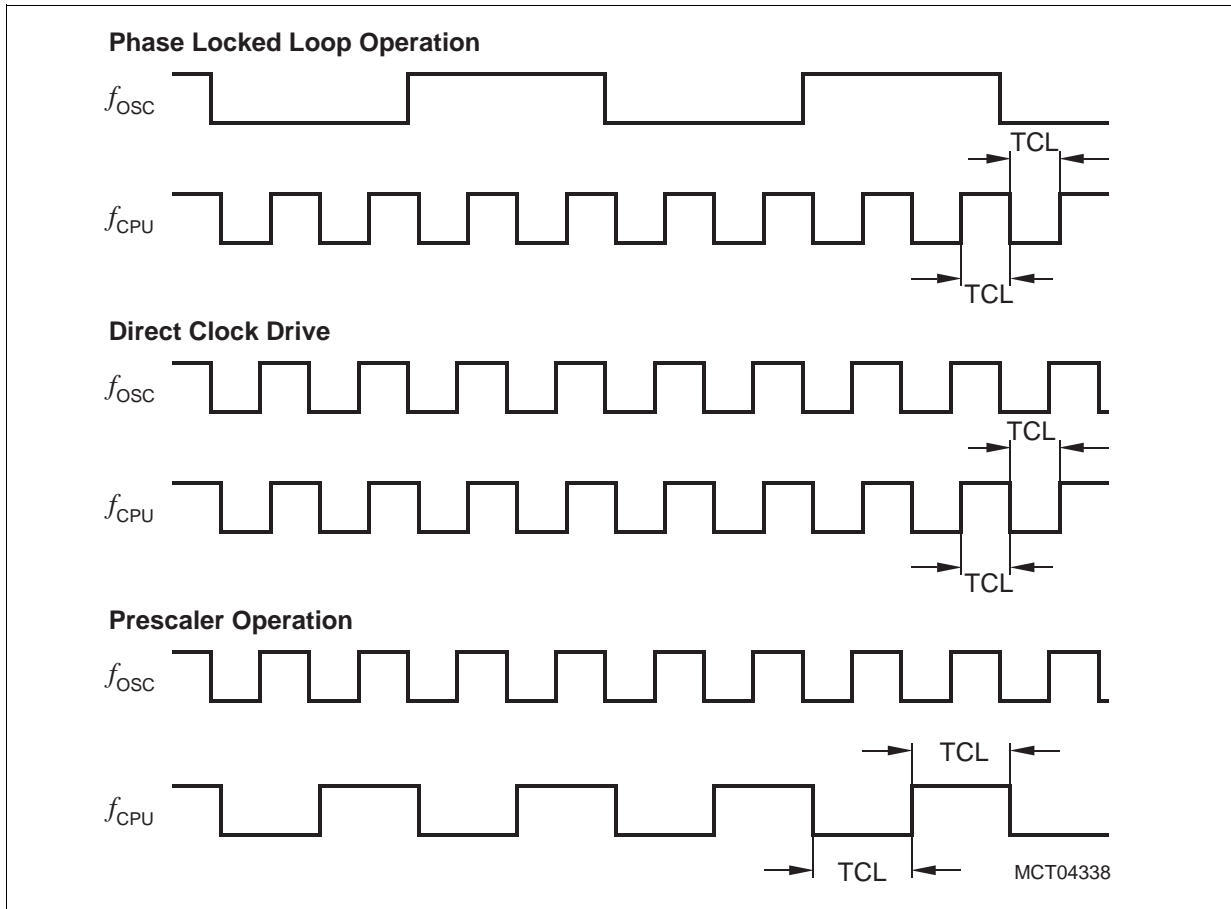 Phase Locked Loop Operation
fOSC
TCL
fCPU
TCL
Direct Clock Drive
fOSC
TCL
fCPU
TCL
Prescaler Operation
fOSC
TCL
fCPU
TCL
MCT04338